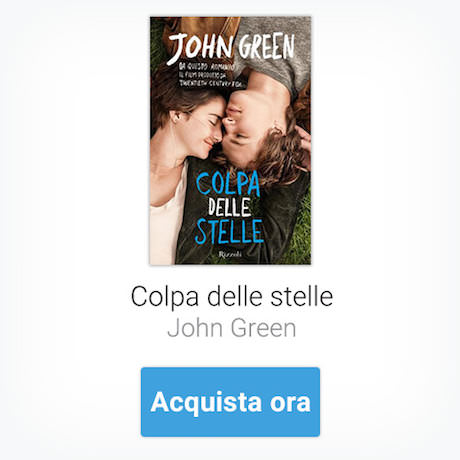 JOHN GREEN
DA QUESTO ROMANZO
IL FILM PRODOTTO DA
TWENTIETH CENTURY FOX
COLPA
DELLE
STELLE
Rizzoli
Colpa delle stelle
John Green
Acquista ora